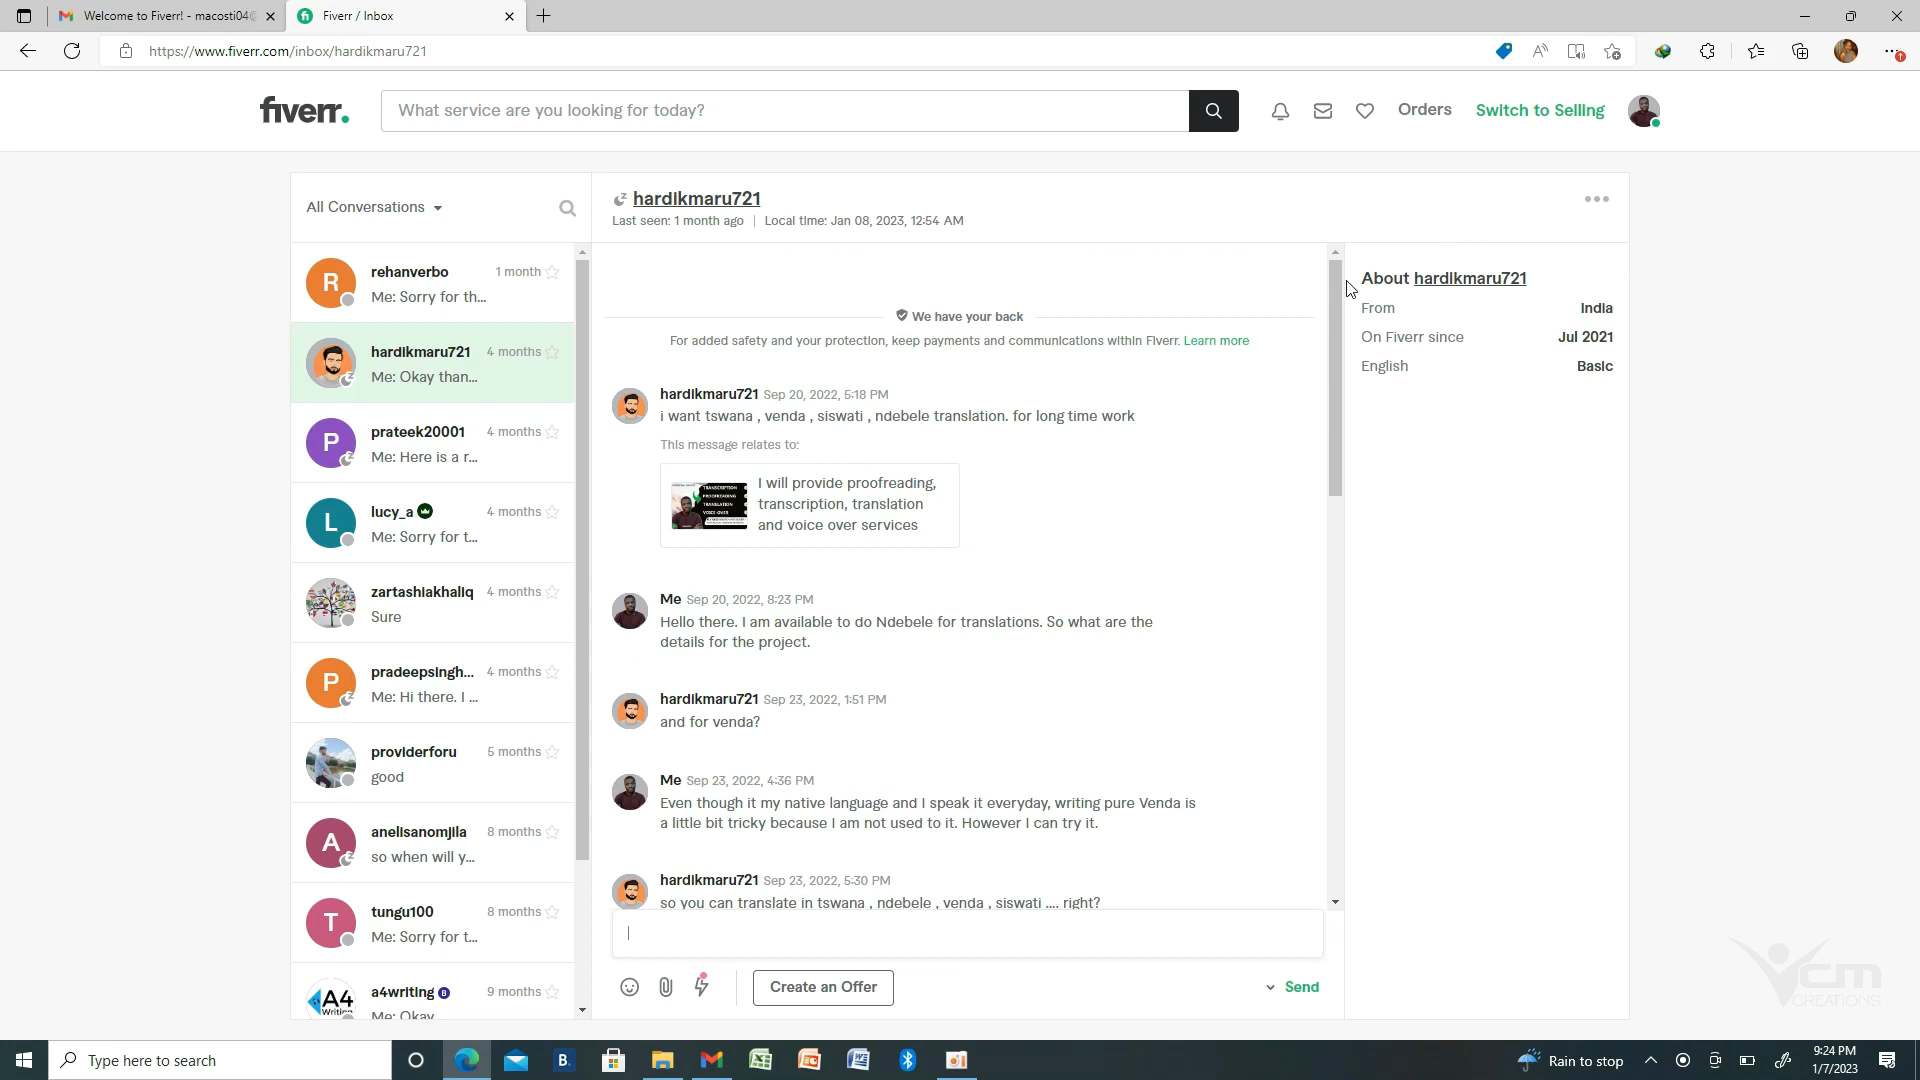 Welcome to Fiverr! - macosti04@
Fiverr / Inbox
https://www.fiverr.com/inbox/hardikmaru721
fiverr.
What service are you looking for today?
Orders
Switch to Selling
All Conversations
hardikmaru721
Last seen: 1 month ago | Local time: Jan 08, 2023, 12:54 AM
R
rehanverbo
1 month
Me: Sorry for th...
hardikmaru721
4 months
Me: Okay than...
P
prateek20001
4 months
Me: Here is a r...
L
lucy_a
4 months
Me: Sorry for t...
zartashiakhaliq
4 months
Sure
P
pradeepsingh...
4 months
Me: Hi there. I ...
providerforu
5 months
good
A
anelisanomjila
8 months
so when will y...
T
tungu100
8 months
Me: Sorry for t...
A4
Writing
a4writing B
9 months
Me: Okay
We have your back
For added safety and your protection, keep payments and communications within Fiverr. Learn more
hardikmaru721 Sep 20, 2022, 5:18 PM
i want tswana , venda , siswati , ndebele translation. for long time work
This message relates to:
TRANSCRIPTION
PROOFREADING
TRANSLATION
VOICE-OVER
I will provide proofreading,
transcription, translation
and voice over services
Me Sep 20, 2022, 8:23 PM
Hello there. I am available to do Ndebele for translations. So what are the
details for the project.
hardikmaru721 Sep 23, 2022, 1:51 PM
and for venda?
Me Sep 23, 2022, 4:36 PM
Even though it my native language and I speak it everyday, writing pure Venda is
a little bit tricky because I am not used to it. However I can try it.
hardikmaru721 Sep 23, 2022, 5:30 PM
so you can translate in tswana , ndebele , venda , siswati .... right?
Create an Offer
Send
About hardikmaru721
From India
On Fiverr since Jul 2021
English Basic
VCM
CREATIONS
Type here to search
B.
Rain to stop
9:24 PM
1/7/2023